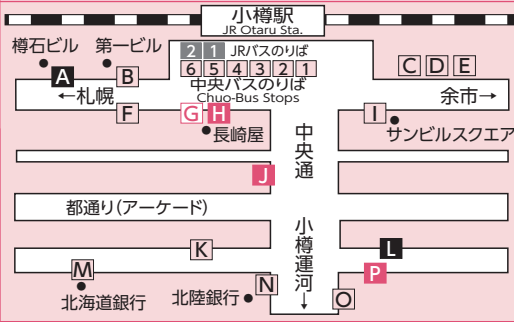 小樽駅
JR Otaru Sta.
樽石ビル
第一ビル
2 1 JRバスのりば
6 5 4 3 2 1
中央バスのりば
Chuo-Bus Stops
A
B
C D E
←札幌
余市→
F
G H
I
長崎屋
サンビルスクエア
中央通
J
都通り(アーケード)
小樽運河→
K
L
M
P
北海道銀行
北陸銀行
N
O